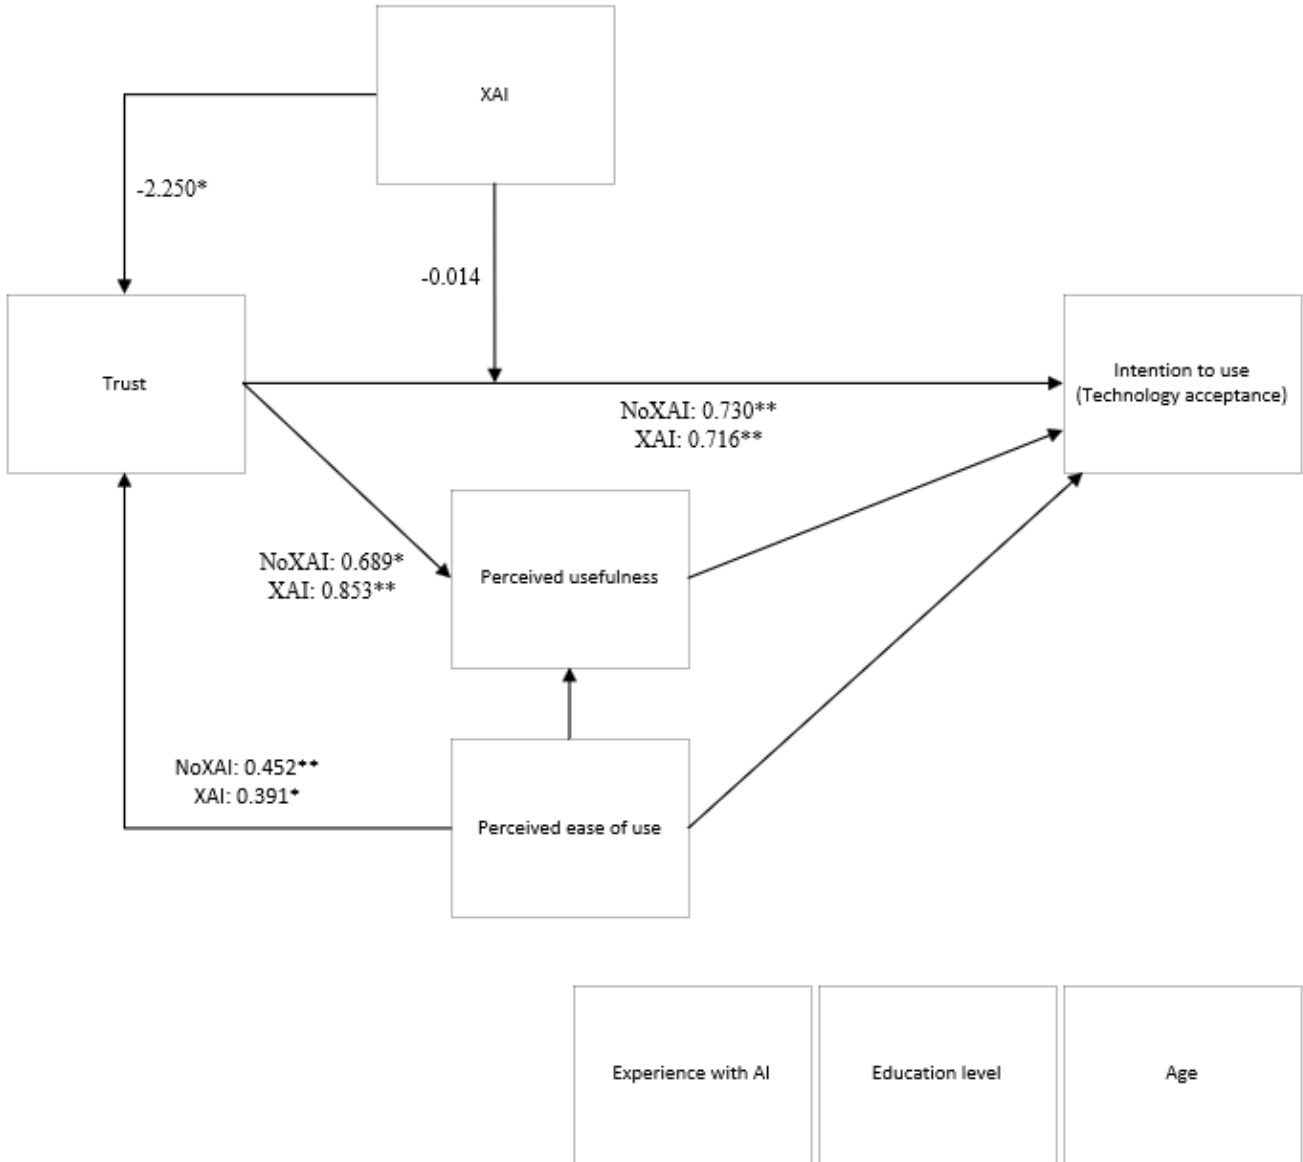 XAI
-2.250*
-0.014
Trust
Intention to use
(Technology acceptance)
NoXAI: 0.730**
XAI: 0.716**
NoXAI: 0.689*
XAI: 0.853**
Perceived usefulness
NoXAI: 0.452**
XAI: 0.391*
Perceived ease of use
Experience with AI
Education level
Age